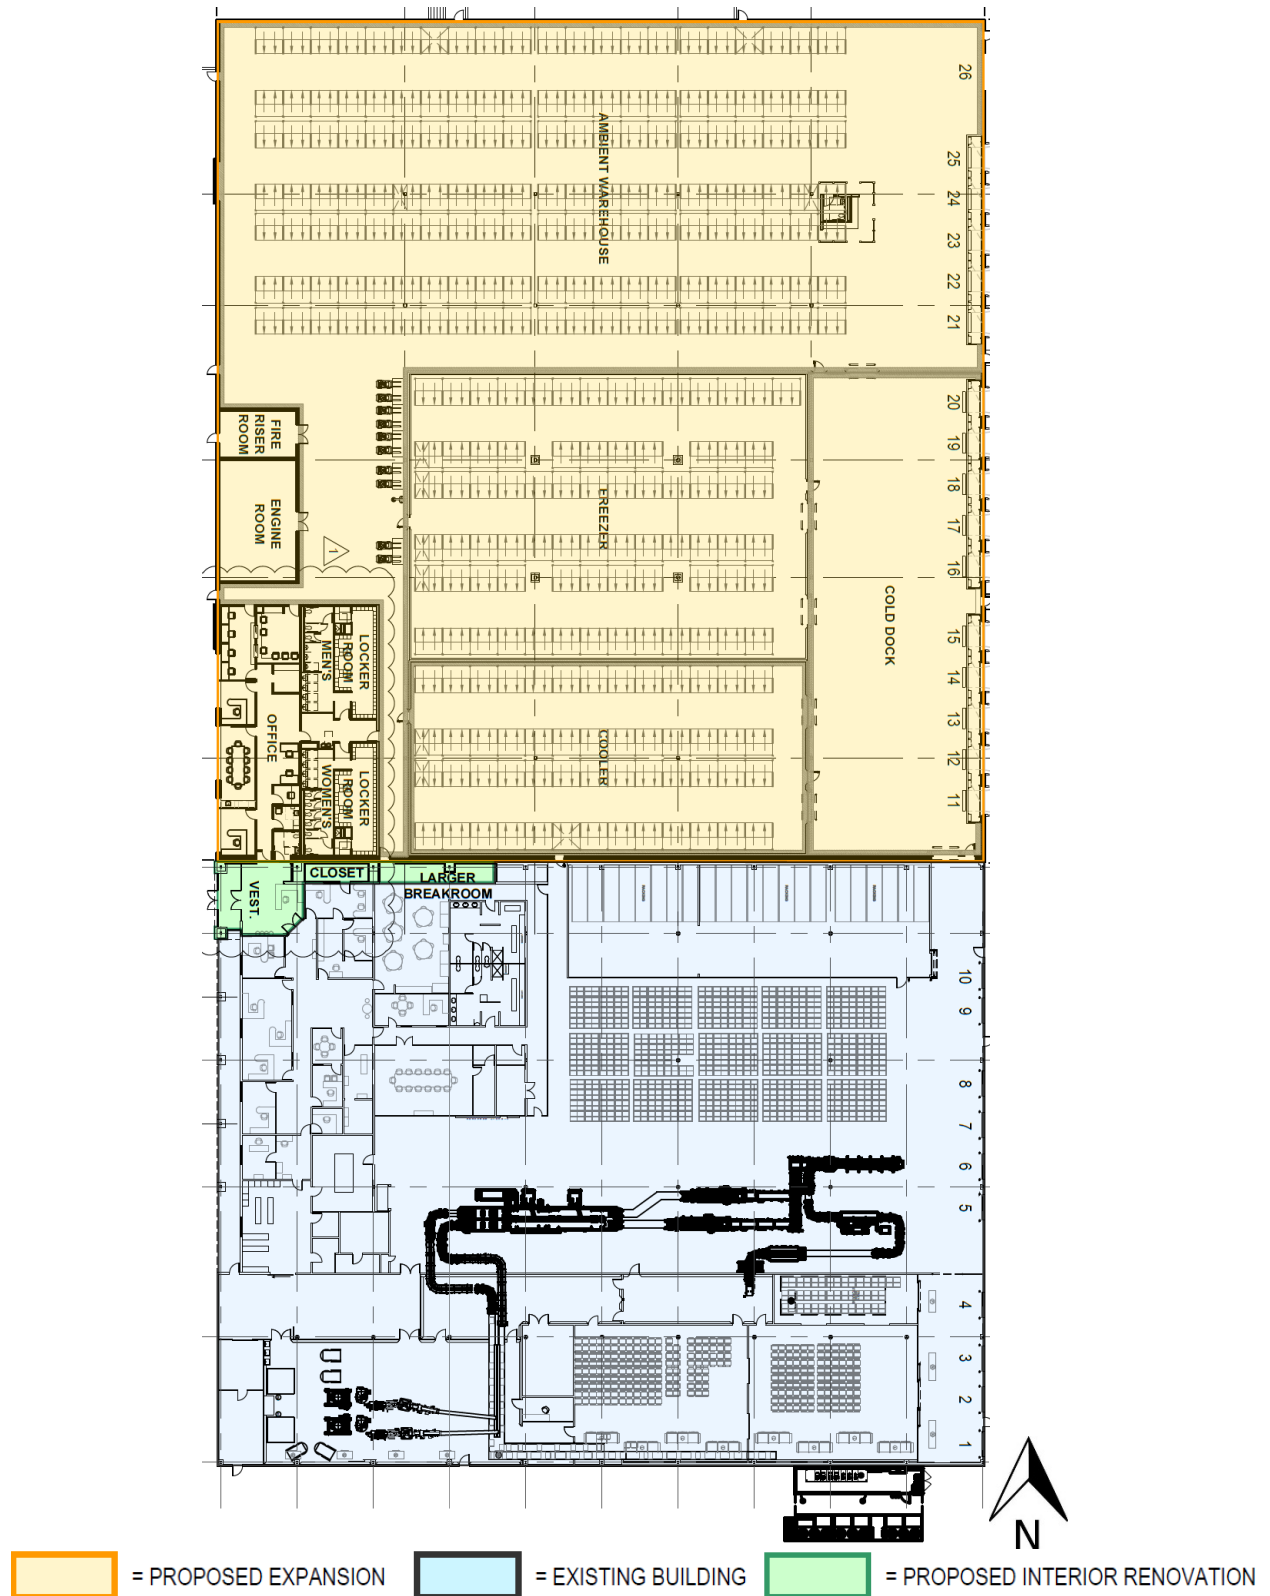 26
AMBIENT WAREHOUSE
25
24
23
22
21
20
FIRE
RISER
ROOM
19
18
FREEZER
ENGINE
ROOM
17
1
16
COLD DOCK
LOCKER
ROOM
MEN'S
15
14
OFFICE
13
COOLER
12
LOCKER
ROOM
WOMEN'S
11
CLOSET
LARGER
BREAKROOM
VEST.
10
9
8
7
6
5
4
3
2
1
N
= PROPOSED EXPANSION
= EXISTING BUILDING
= PROPOSED INTERIOR RENOVATION